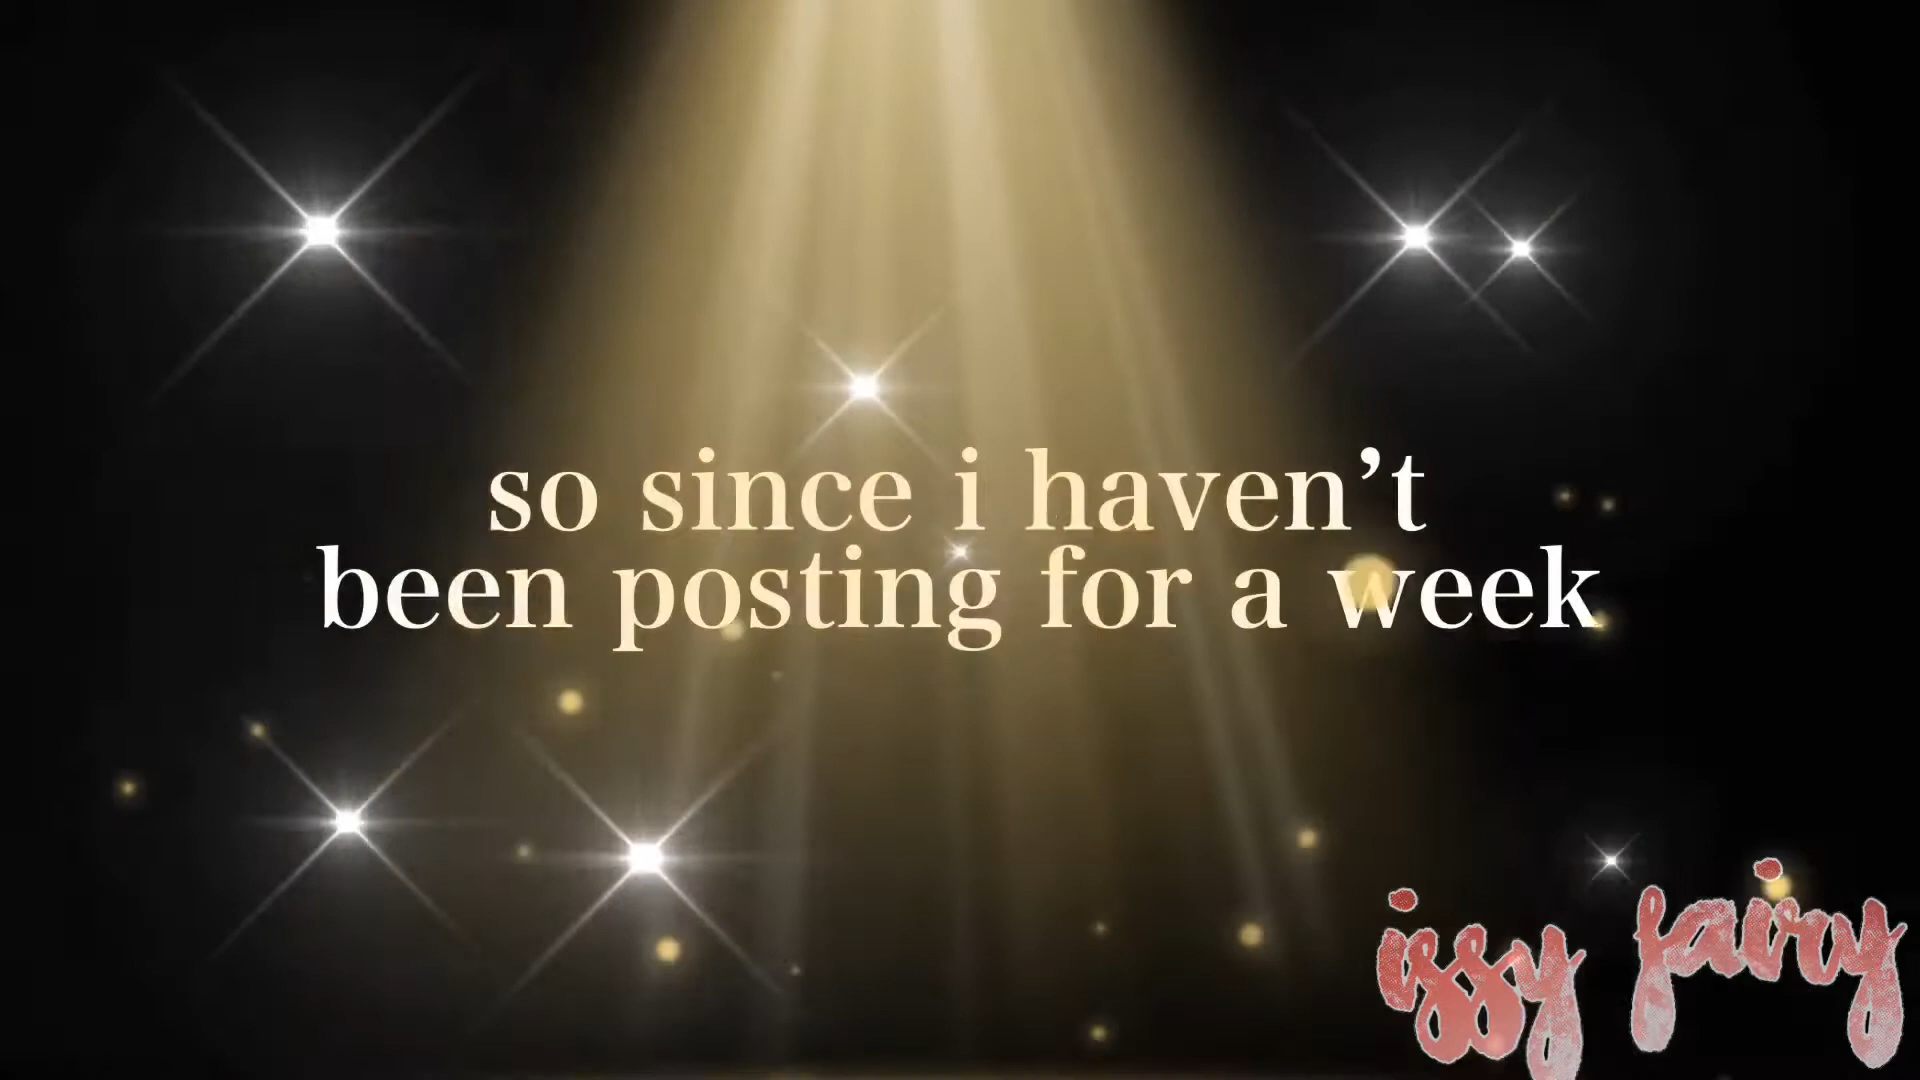 so since i haven’t
been posting for a week
issy fairy